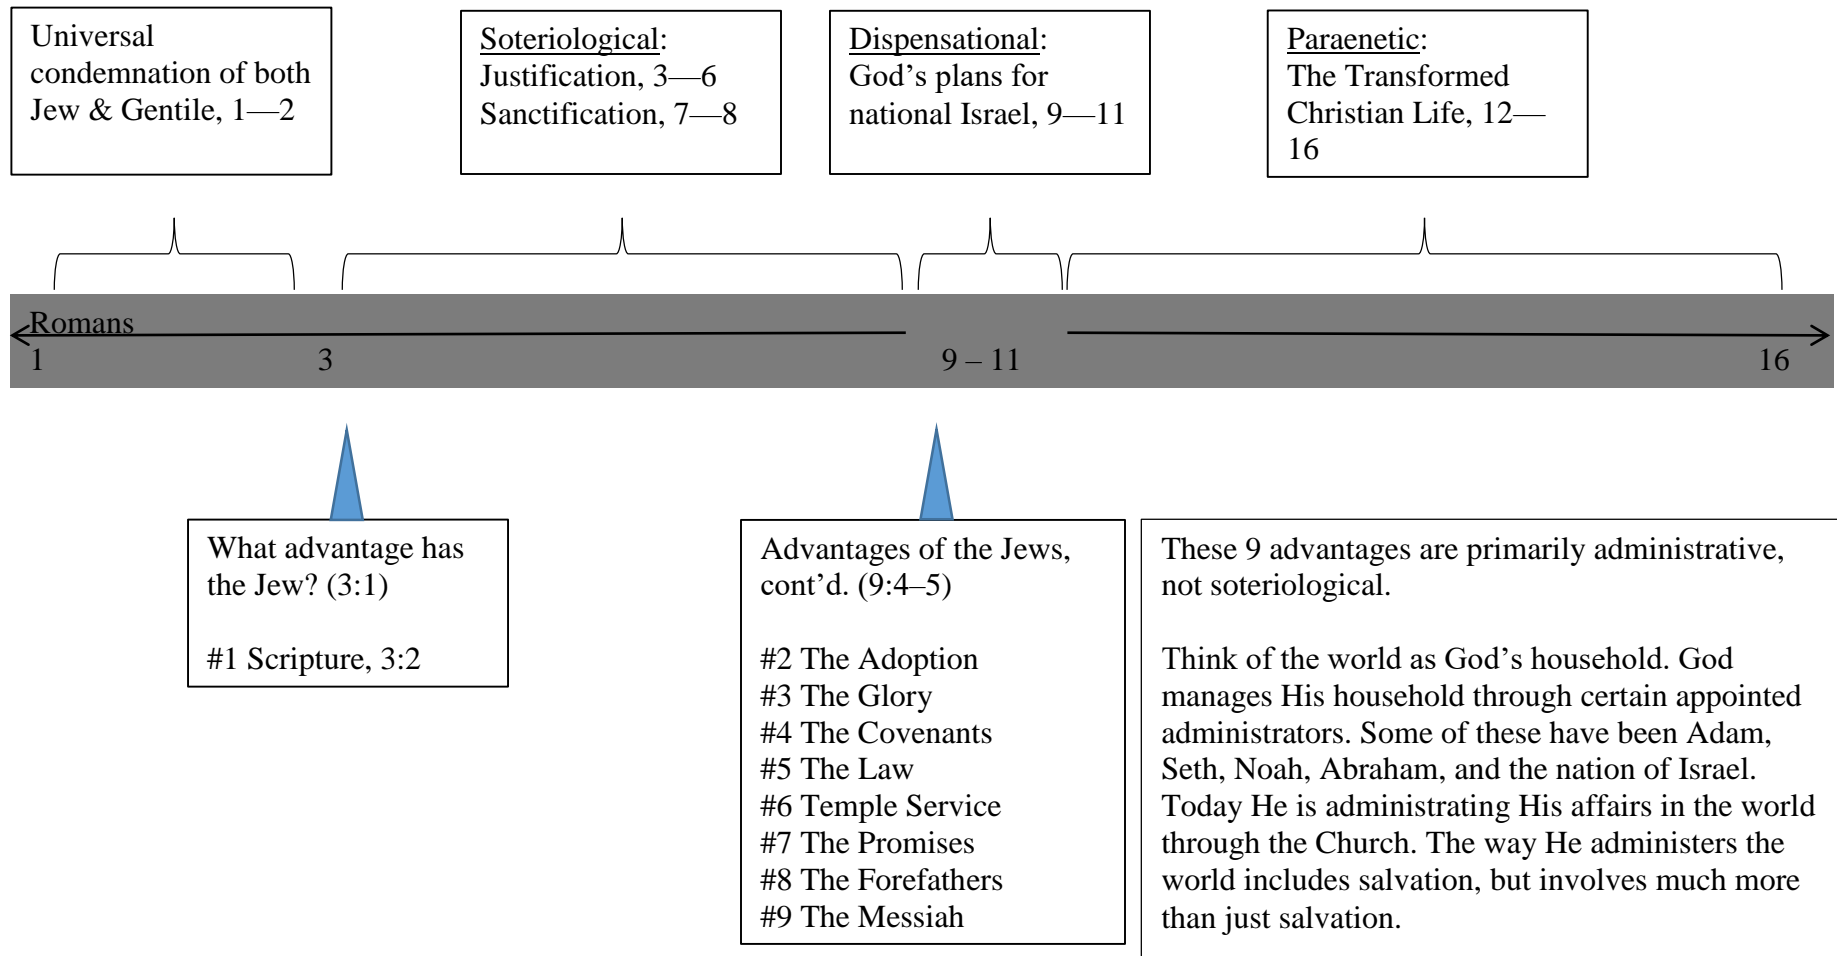 Universal
condemnation of both
Jew & Gentile, 1—2
Soteriological:
Justification, 3—6
Sanctification, 7—8
Dispensational:
God’s plans for
national Israel, 9—11
Paraenetic:
The Transformed
Christian Life, 12—
16
Romans
1
3
9 – 11
16
What advantage has
the Jew? (3:1)
#1 Scripture, 3:2
Advantages of the Jews,
cont’d. (9:4–5)
#2 The Adoption
#3 The Glory
#4 The Covenants
#5 The Law
#6 Temple Service
#7 The Promises
#8 The Forefathers
#9 The Messiah
These 9 advantages are primarily administrative,
not soteriological.
Think of the world as God’s household. God
manages His household through certain appointed
administrators. Some of these have been Adam,
Seth, Noah, Abraham, and the nation of Israel.
Today He is administrating His affairs in the world
through the Church. The way He administers the
world includes salvation, but involves much more
than just salvation.